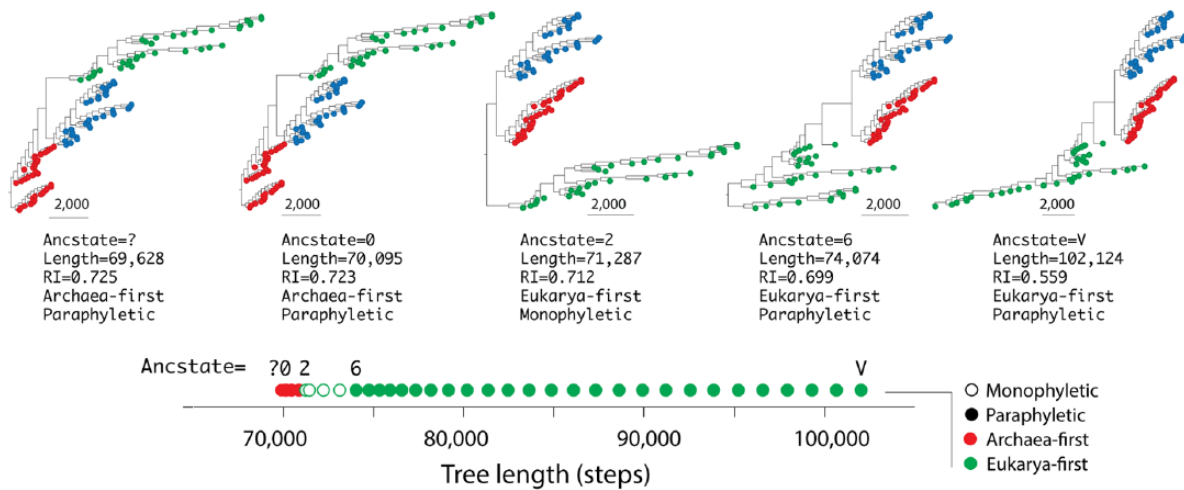 2,000
2,000
2,000
2,000
2,000
Ancstate=?
Length=69,628
RI=0.725
Archaea-first
Paraphyletic
Ancstate=0
Length=70,095
RI=0.723
Archaea-first
Paraphyletic
Ancstate=2
Length=71,287
RI=0.712
Eukarya-first
Monophyletic
Ancstate=6
Length=74,074
RI=0.699
Eukarya-first
Paraphyletic
Ancstate=V
Length=102,124
RI=0.559
Eukarya-first
Paraphyletic
Ancstate= ?0 2 6 V
70,000 80,000 90,000 100,000
Tree length (steps)
Monophyletic
Paraphyletic
Archaea-first
Eukarya-first